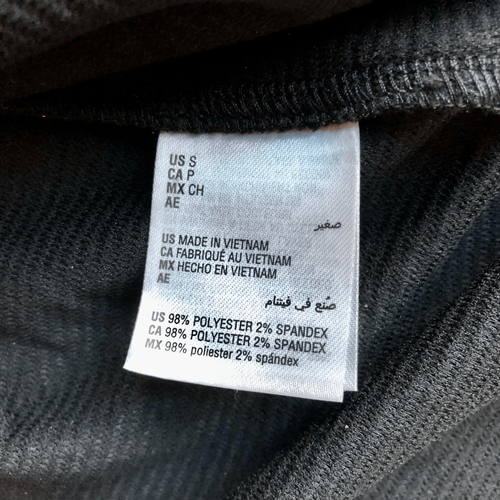 US S
CA P
MX CH
AE
صغير
US MADE IN VIETNAM
CA FABRIQUÉ AU VIETNAM
MX HECHO EN VIETNAM
AE
صُنع في فيتنام
US 98% POLYESTER 2% SPANDEX
CA 98% POLYESTER 2% SPANDEX
MX 98% poliester 2% spándex